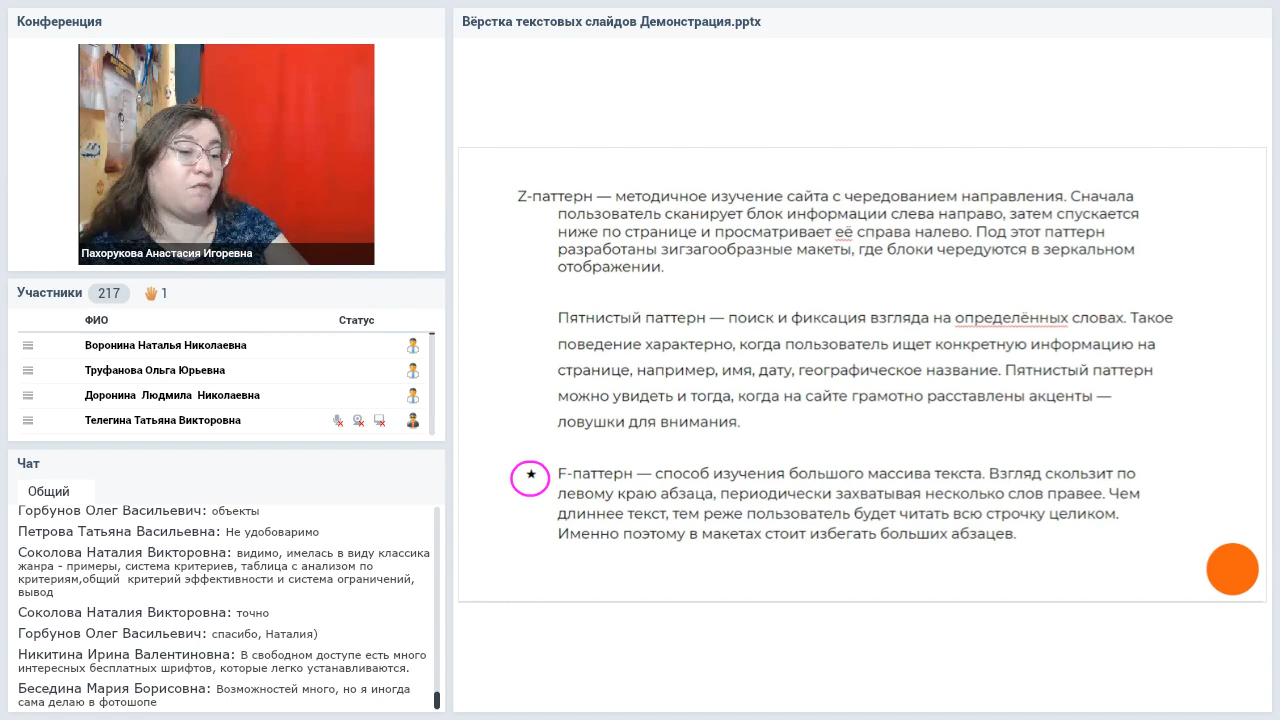 Конференция
Пахорукова Анастасия Игоревна
Участники 217 1
ФИО Статус
Воронина Наталья Николаевна
Труфанова Ольга Юрьевна
Доронина Людмила Николаевна
Телегина Татьяна Викторовна
Чат
Общий
Горбунов Олег Васильевич: объекты
Петрова Татьяна Васильевна: Не удобоваримо
Соколова Наталия Викторовна: видимо, имелась в виду классика
жанра - примеры, система критериев, таблица с анализом по
критериям,общий критерий эффективности и система ограничений,
вывод
Соколова Наталия Викторовна: точно
Горбунов Олег Васильевич: спасибо, Наталия)
Никитина Ирина Валентиновна: В свободном доступе есть много
интересных бесплатных шрифтов, которые легко устанавливаются.
Беседина Мария Борисовна: Возможностей много, но я иногда
сама делаю в фотошопе
Вёрстка текстовых слайдов Демонстрация.pptx
Z-паттерн — методичное изучение сайта с чередованием направления. Сначала
пользователь сканирует блок информации слева направо, затем спускается
ниже по странице и просматривает её справа налево. Под этот паттерн
разработаны зигзагообразные макеты, где блоки чередуются в зеркальном
отображении.
Пятнистый паттерн — поиск и фиксация взгляда на определённых словах. Такое
поведение характерно, когда пользователь ищет конкретную информацию на
странице, например, имя, дату, географическое название. Пятнистый паттерн
можно увидеть и тогда, когда на сайте грамотно расставлены акценты —
ловушки для внимания.
★ F-паттерн — способ изучения большого массива текста. Взгляд скользит по
левому краю абзаца, периодически захватывая несколько слов правее. Чем
длиннее текст, тем реже пользователь будет читать всю строчку целиком.
Именно поэтому в макетах стоит избегать больших абзацев.